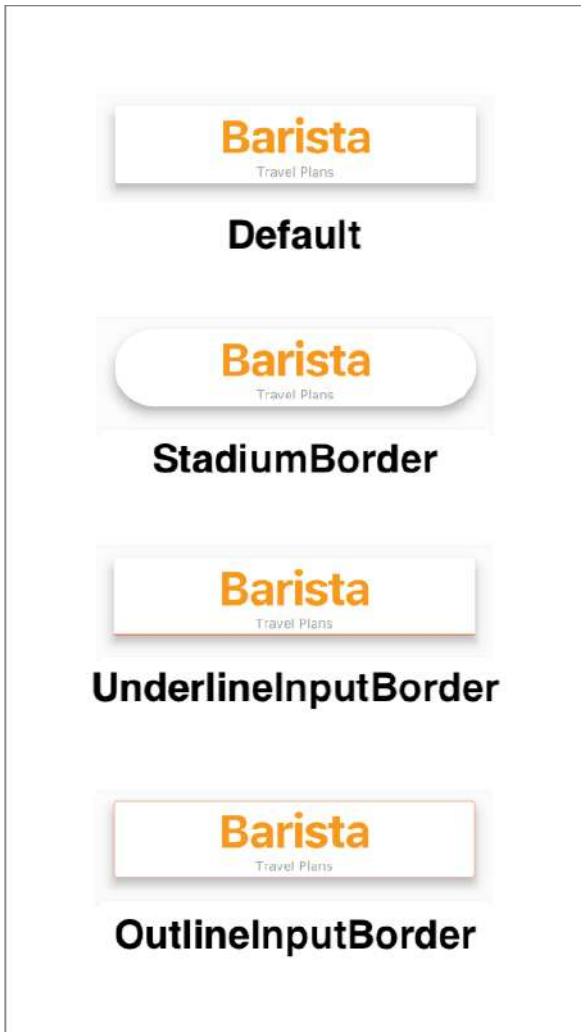 Barista
Travel Plans
Default
Barista
Travel Plans
StadiumBorder
Barista
Travel Plans
UnderlineInputBorder
Barista
Travel Plans
OutlineInputBorder